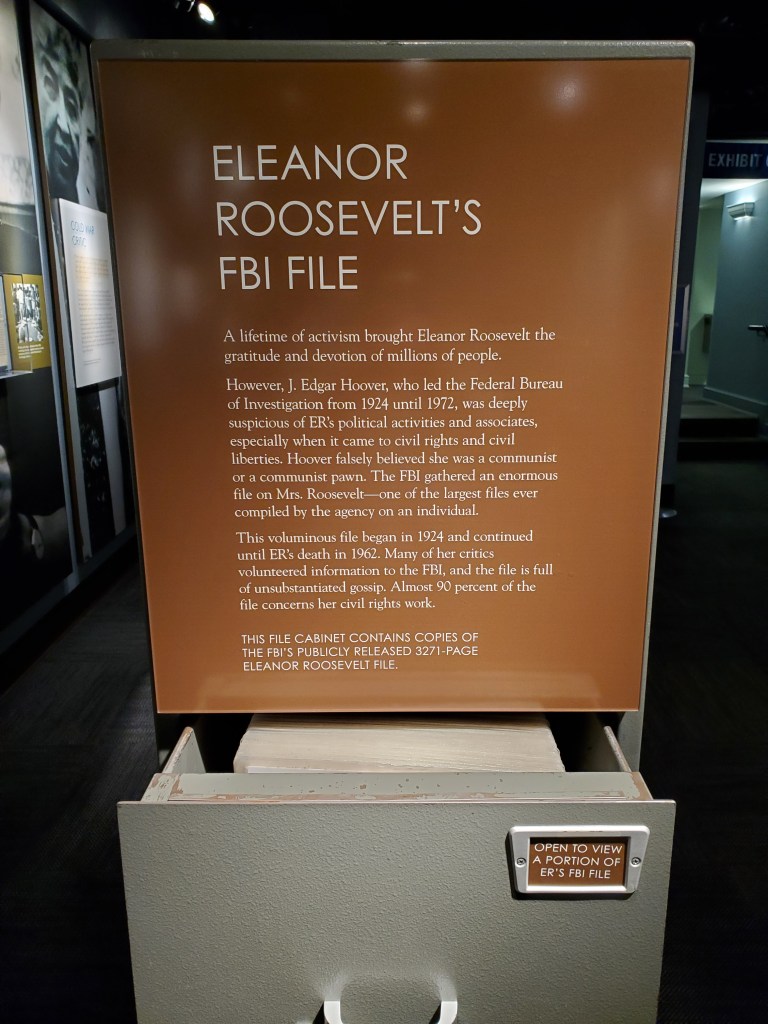 ELEANOR
ROOSEVELT'S
FBI FILE
A lifetime of activism brought Eleanor Roosevelt the
gratitude and devotion of millions of people.
However, J. Edgar Hoover, who led the Federal Bureau
of Investigation from 1924 until 1972, was deeply
suspicious of ER's political activities and associates,
especially when it came to civil rights and civil
liberties. Hoover falsely believed she was a communist
or a communist pawn. The FBI gathered an enormous
file on Mrs. Roosevelt—one of the largest files ever
compiled by the agency on an individual.
This voluminous file began in 1924 and continued
until ER's death in 1962. Many of her critics
volunteered information to the FBI, and the file is full
of unsubstantiated gossip. Almost 90 percent of the
file concerns her civil rights work.
THIS FILE CABINET CONTAINS COPIES OF
THE FBI'S PUBLICLY RELEASED 3271-PAGE
ELEANOR ROOSEVELT FILE.
OPEN TO VIEW
A PORTION OF
ER'S FBI FILE
COLD WAR
CRITIC
EXHIBIT